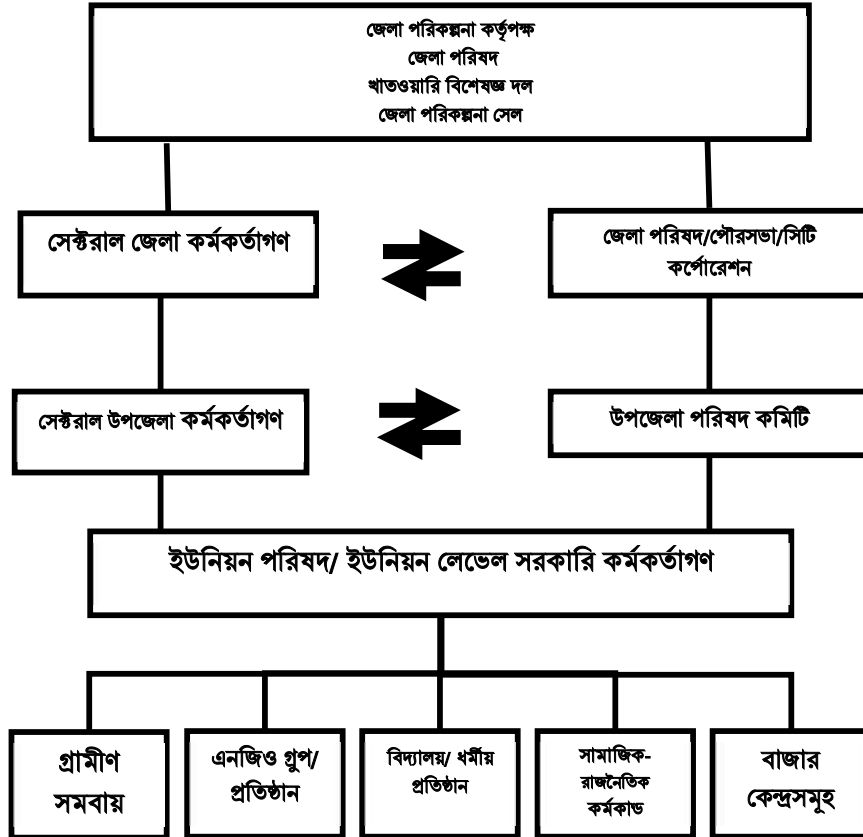 জেলা পরিকল্পনা কর্তৃপক্ষ
জেলা পরিষদ
খাতওয়ারি বিশেষজ্ঞ দল
জেলা পরিকল্পনা সেল
সেক্টরাল জেলা কর্মকর্তাগণ
জেলা পরিষদ/পৌরসভা/সিটি
কর্পোরেশন
সেক্টরাল উপজেলা কর্মকর্তাগণ
উপজেলা পরিষদ কমিটি
ইউনিয়ন পরিষদ/ ইউনিয়ন লেভেল সরকারি কর্মকর্তাগণ
গ্রামীণ
সমবায়
এনজিও গ্রুপ/
প্রতিষ্ঠান
বিদ্যালয়/ ধর্মীয়
প্রতিষ্ঠান
সামাজিক-
রাজনৈতিক
কর্মকান্ড
বাজার
কেন্দ্রসমূহ